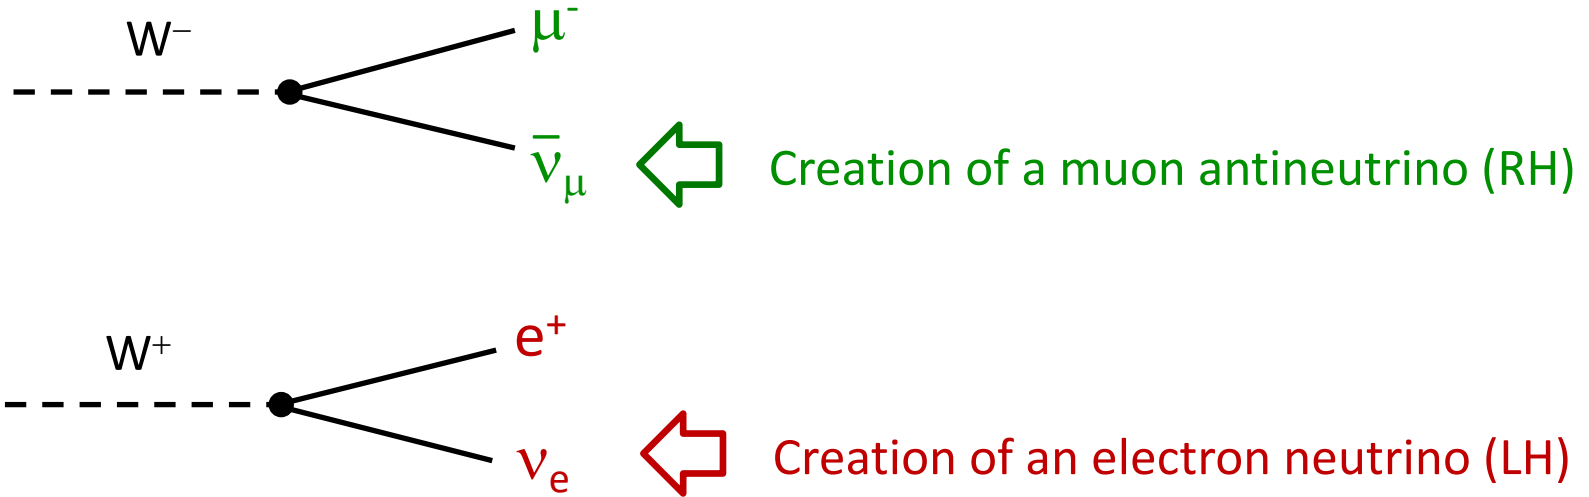 W⁻
μ⁻
ν̅μ
Creation of a muon antineutrino (RH)
W⁺
e⁺
νe
Creation of an electron neutrino (LH)